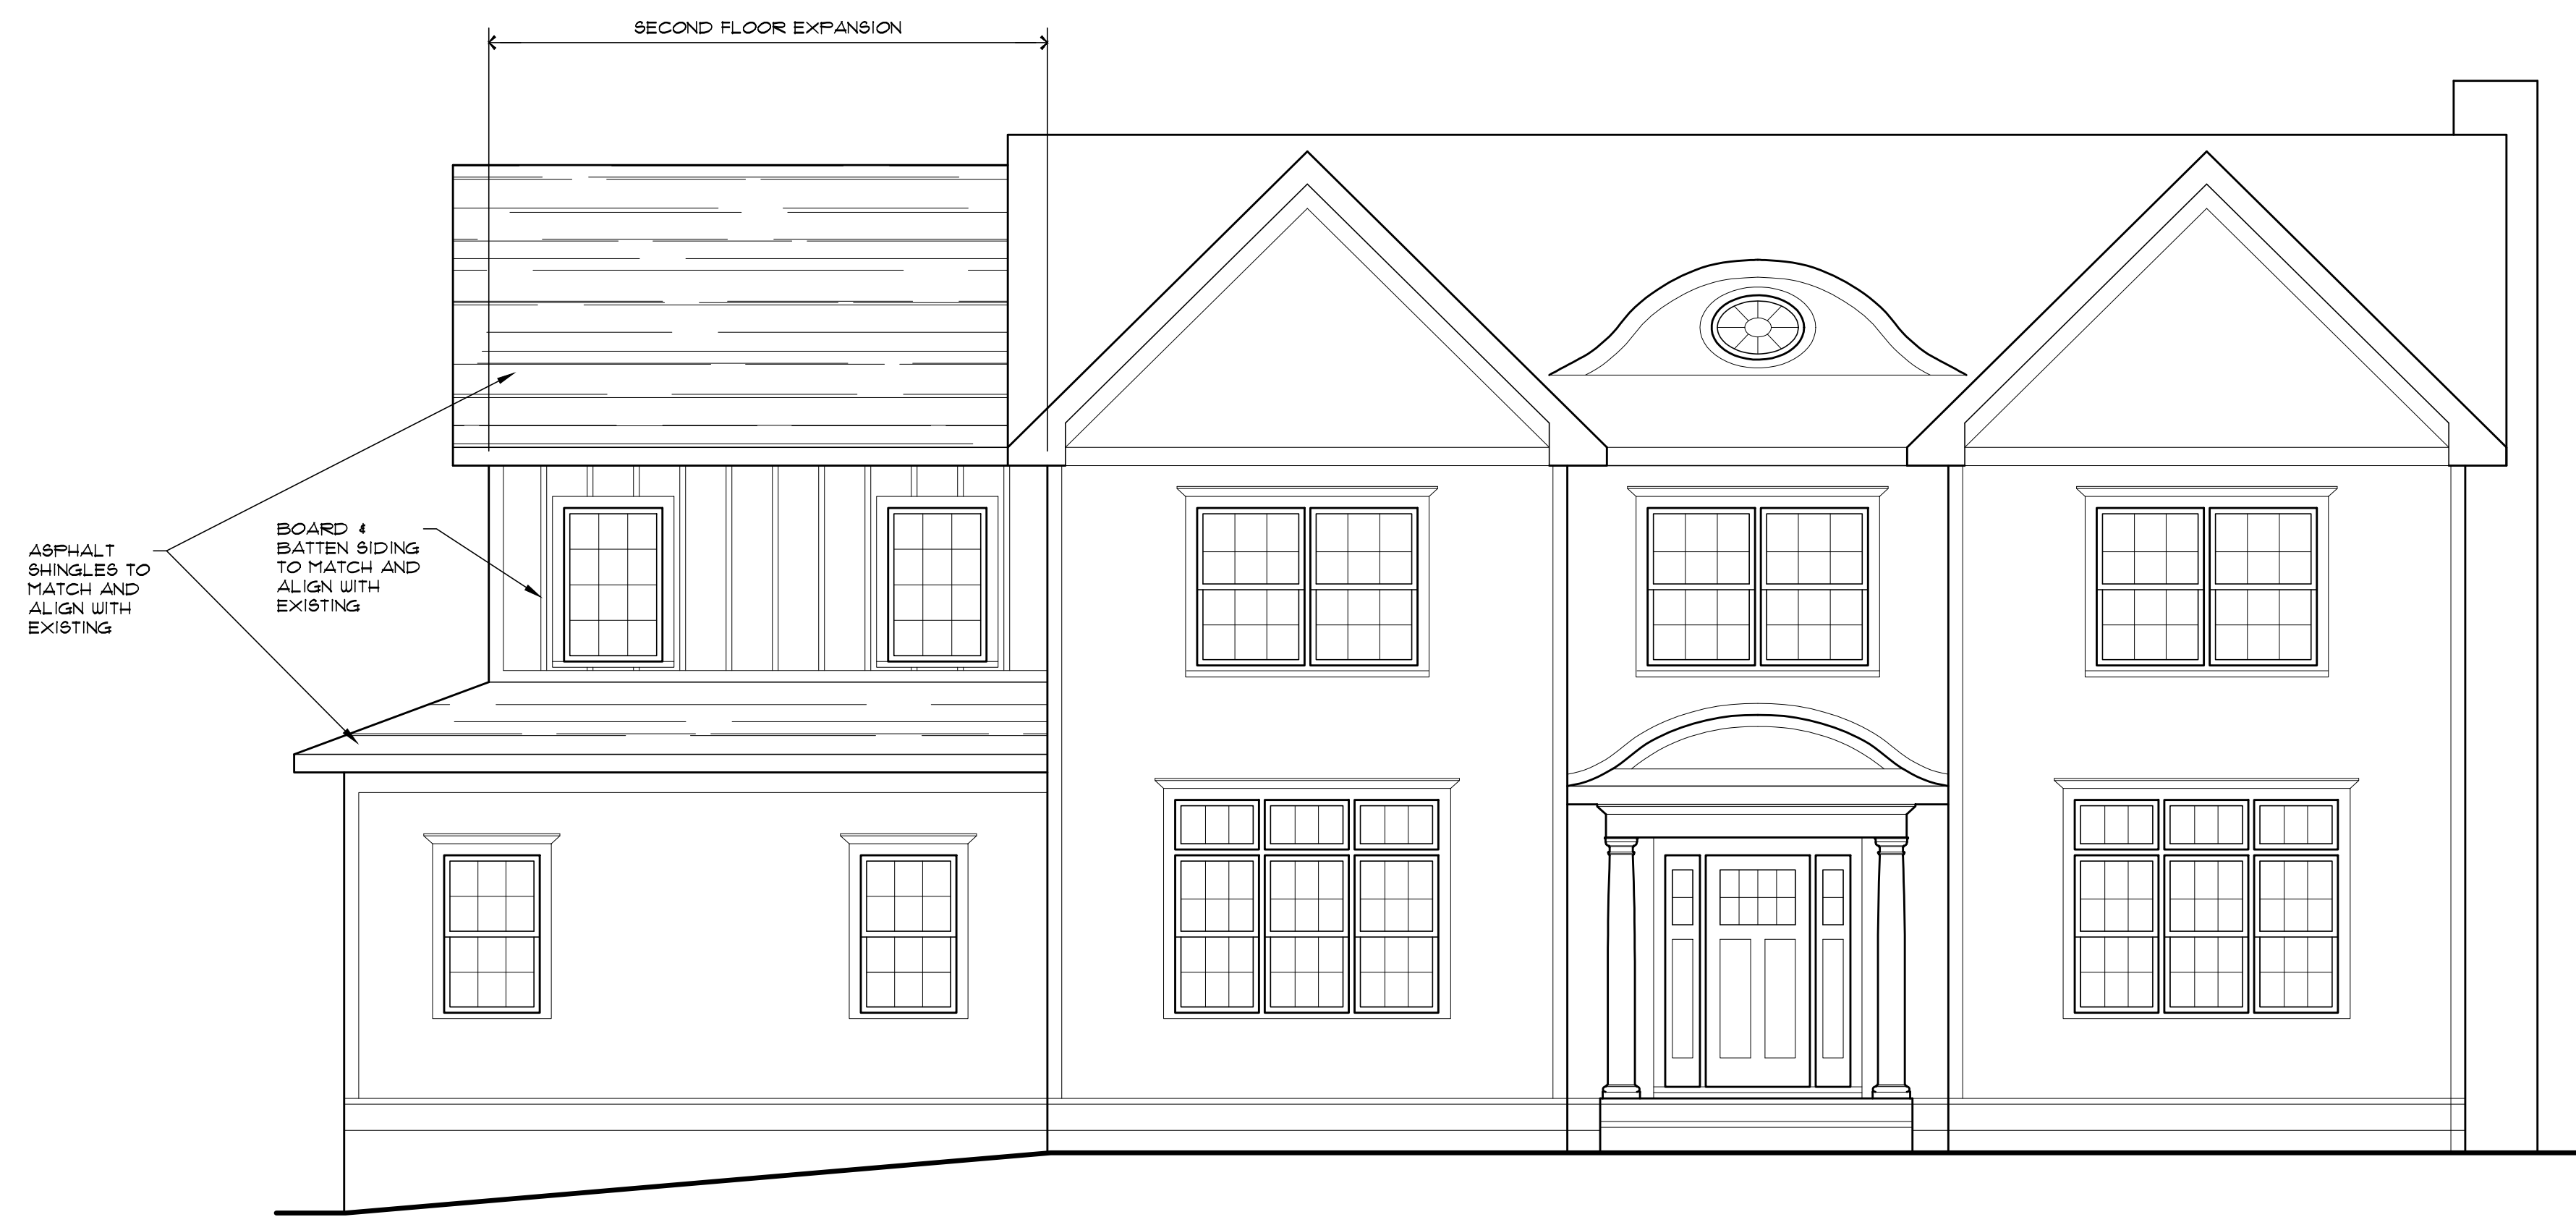 SECOND FLOOR EXPANSION
ASPHALT
SHINGLES TO
MATCH AND
ALIGN WITH
EXISTING
BOARD &
BATTEN SIDING
TO MATCH AND
ALIGN WITH
EXISTING